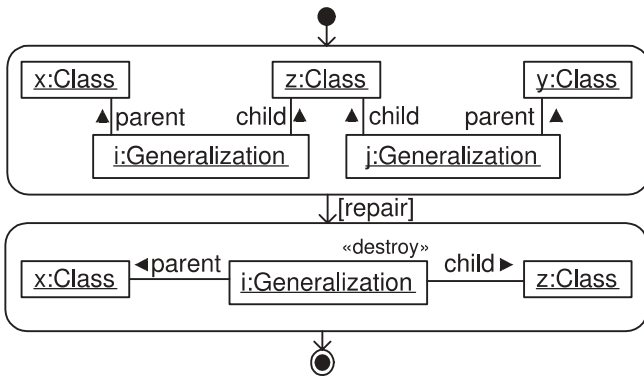 x:Class z:Class y:Class
parent child child parent
i:Generalization j:Generalization
[repair]
«destroy»
parent child
x:Class i:Generalization z:Class